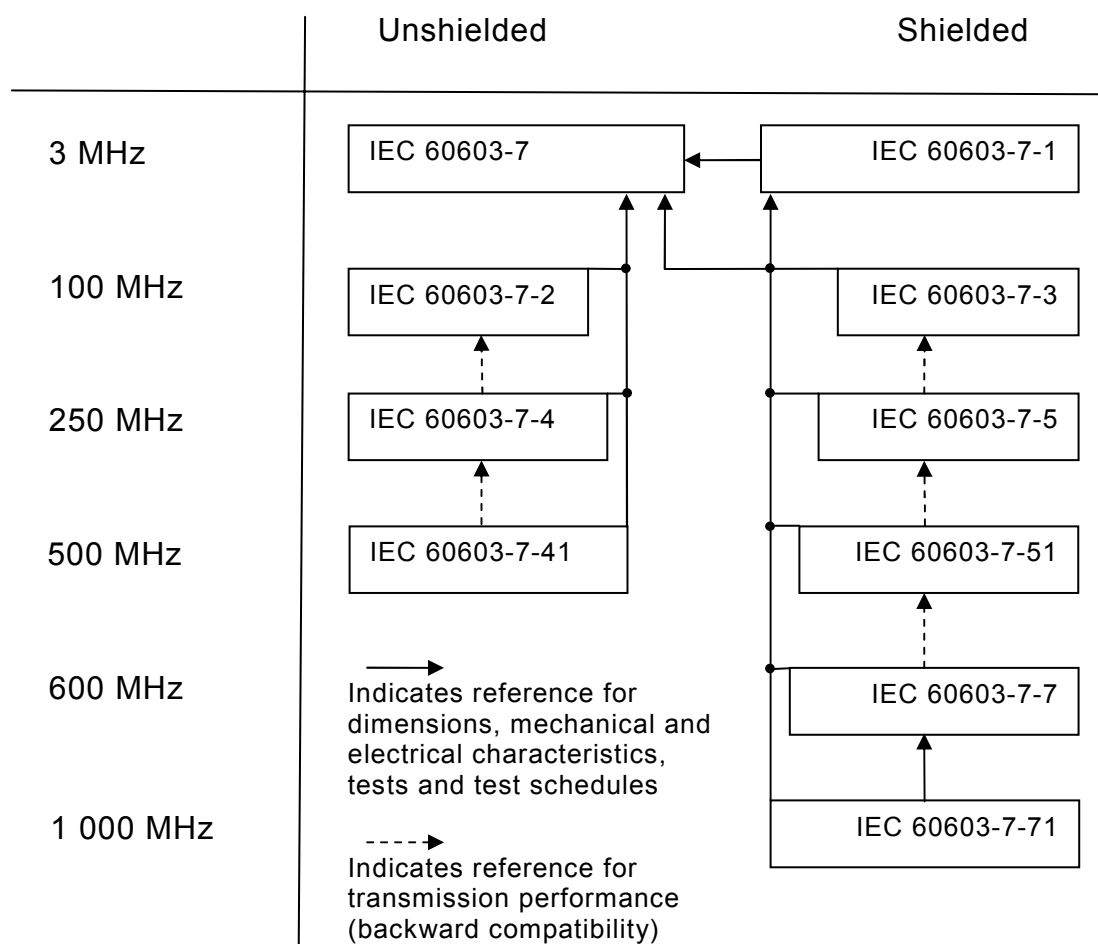 Unshielded Shielded
3 MHz IEC 60603-7 IEC 60603-7-1
100 MHz IEC 60603-7-2 IEC 60603-7-3
250 MHz IEC 60603-7-4 IEC 60603-7-5
500 MHz IEC 60603-7-41 IEC 60603-7-51
600 MHz IEC 60603-7-7
Indicates reference for
dimensions, mechanical and
electrical characteristics,
tests and test schedules
1 000 MHz IEC 60603-7-71
Indicates reference for
transmission performance
(backward compatibility)